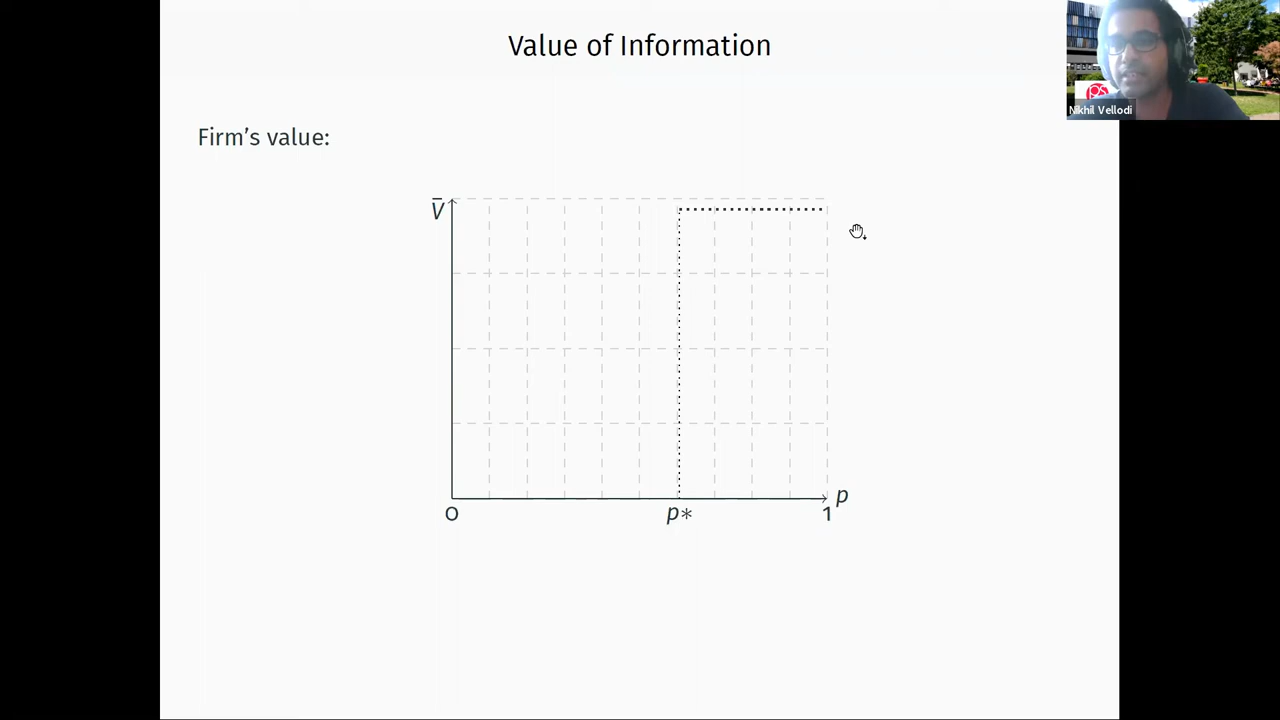 Value of Information
Nikhil Vellodi
Firm's value:
V̅
p
0
p*
1